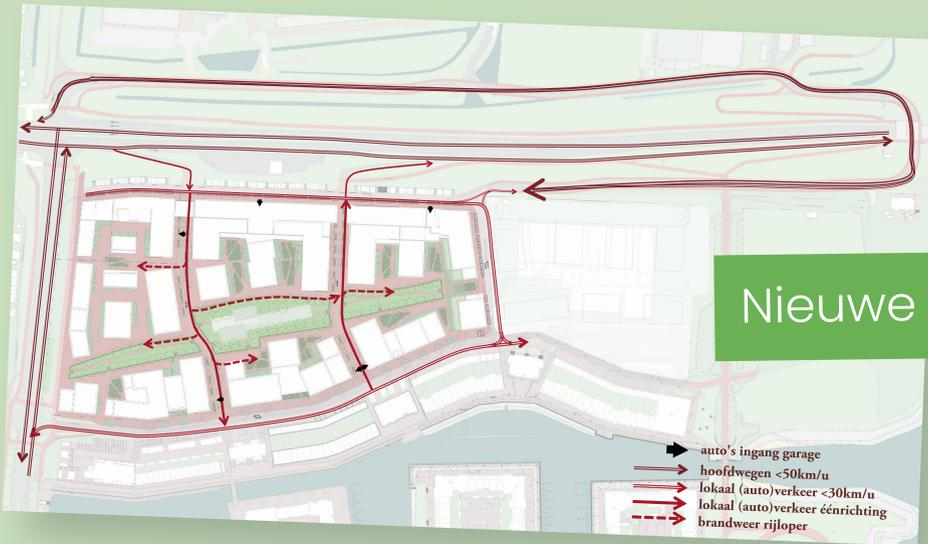 Nieuwe
auto's ingang garage
hoofdwegen <50km/u
lokaal (auto)verkeer <30km/u
lokaal (auto)verkeer éénrichting
brandweer rijloper